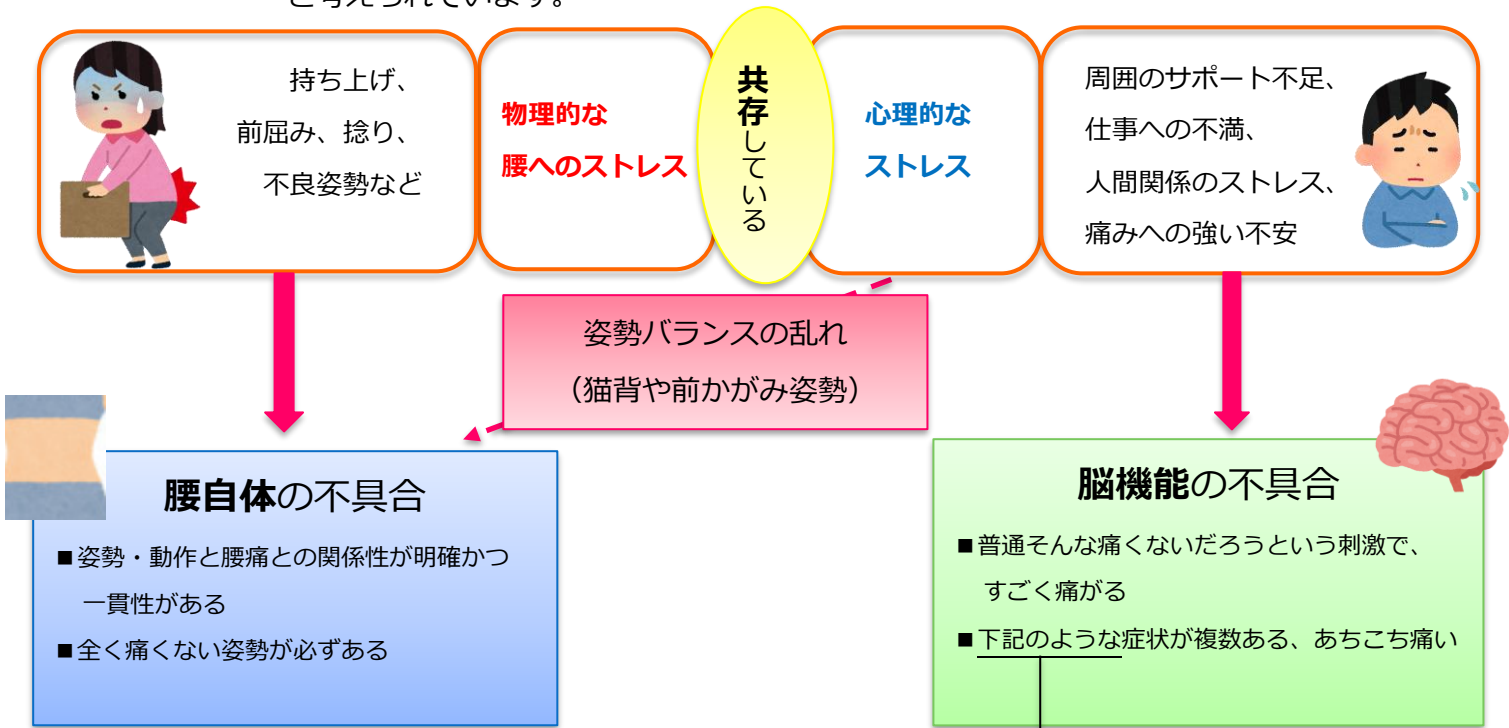 と考えられています。
持ち上げ、
前屈み、捻り、
不良姿勢など
物理的な
腰へのストレス
共存している
心理的な
ストレス
周囲のサポート不足、
仕事への不満、
人間関係のストレス、
痛みへの強い不安
姿勢バランスの乱れ
（猫背や前かがみ姿勢）
腰自体の不具合
■姿勢・動作と腰痛との関係性が明確かつ
一貫性がある
■全く痛くない姿勢が必ずある
脳機能の不具合
■普通そんな痛くないだろうという刺激で、
すごく痛がる
■下記のような症状が複数ある、あちこち痛い